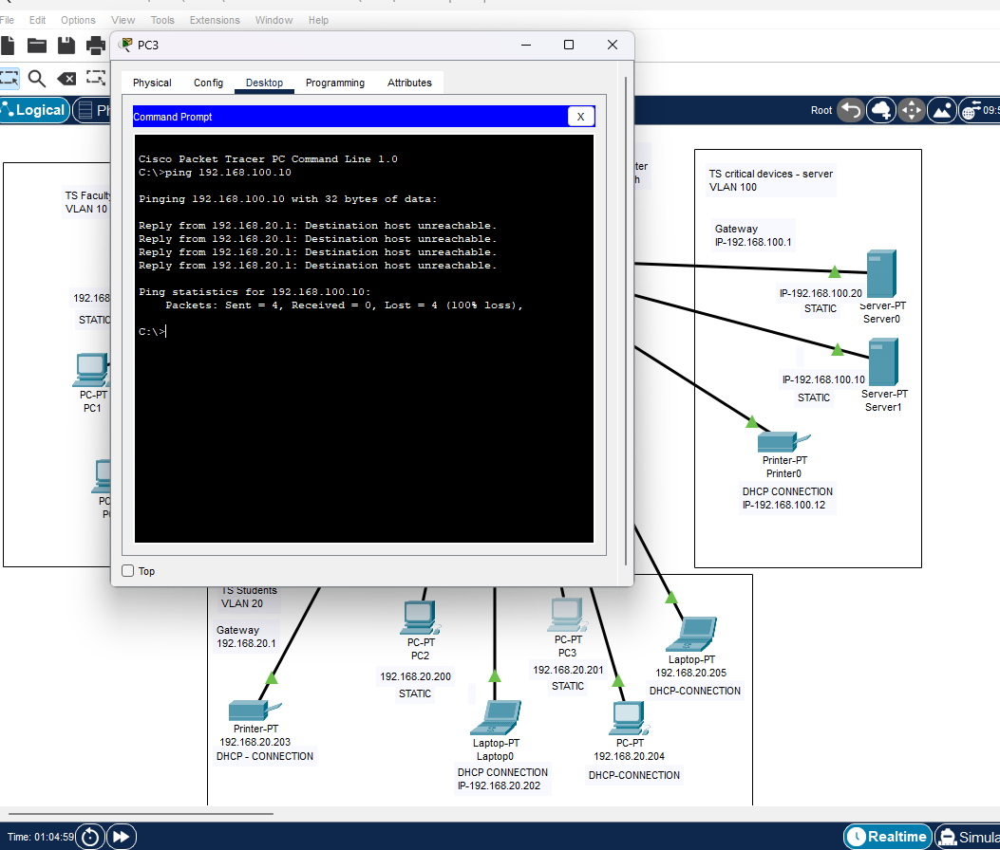 File Edit Options View Tools Extensions Window Help
PC3
Physical Config Desktop Programming Attributes
Logical
Root
Command Prompt
X
Cisco Packet Tracer PC Command Line 1.0
C:\>ping 192.168.100.10
Pinging 192.168.100.10 with 32 bytes of data:
Reply from 192.168.20.1: Destination host unreachable.
Reply from 192.168.20.1: Destination host unreachable.
Reply from 192.168.20.1: Destination host unreachable.
Reply from 192.168.20.1: Destination host unreachable.
Ping statistics for 192.168.100.10:
Packets: Sent = 4, Received = 0, Lost = 4 (100% loss),
C:\>
Top
TS Faculty
VLAN 10
192.168
STATIC
PC-PT
PC1
TS critical devices - server
VLAN 100
Gateway
IP-192.168.100.1
IP-192.168.100.20
STATIC
Server-PT
Server0
IP-192.168.100.10
STATIC
Server-PT
Server1
Printer-PT
Printer0
DHCP CONNECTION
IP-192.168.100.12
TS Students
VLAN 20
Gateway
192.168.20.1
Printer-PT
192.168.20.203
DHCP - CONNECTION
PC-PT
PC2
192.168.20.200
STATIC
Laptop-PT
Laptop0
DHCP CONNECTION
IP-192.168.20.202
PC-PT
PC3
192.168.20.201
STATIC
PC-PT
192.168.20.204
DHCP-CONNECTION
Laptop-PT
192.168.20.205
DHCP-CONNECTION
Time: 01:04:59
Realtime